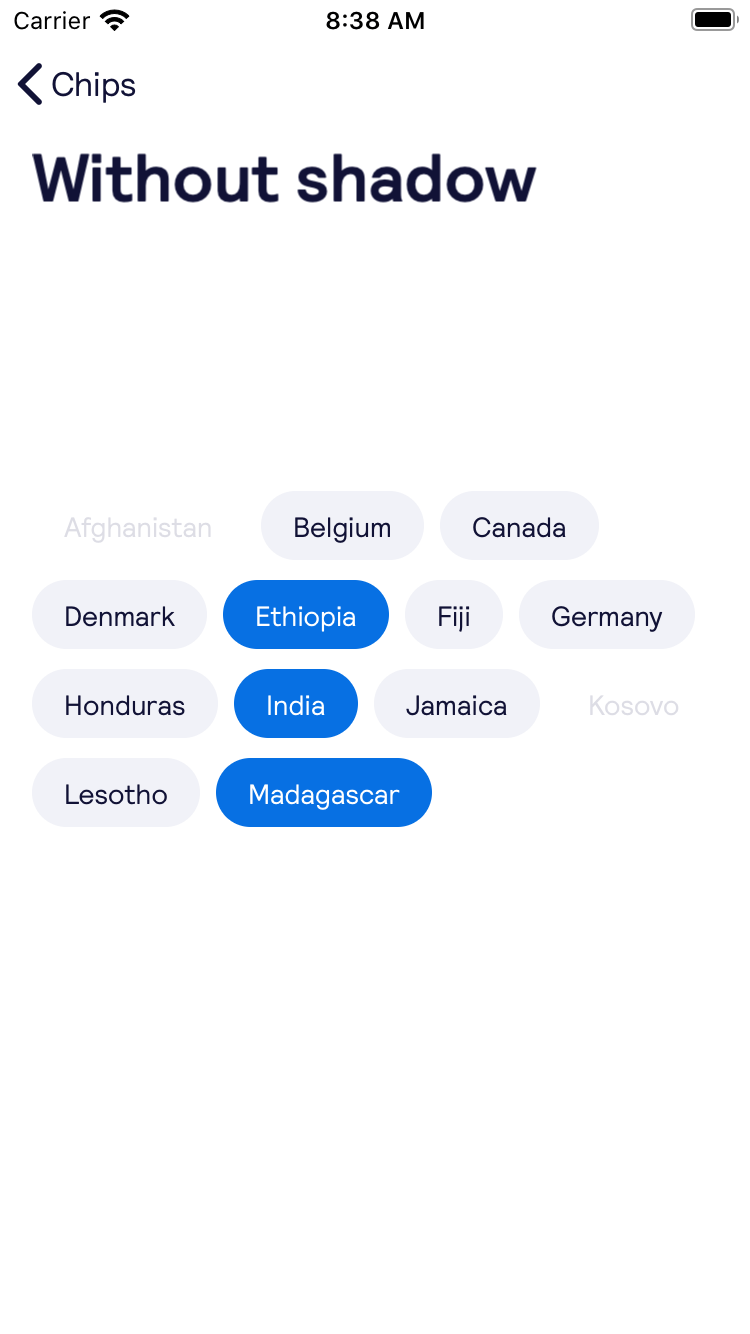 Carrier 8:38 AM
Chips
Without shadow
Afghanistan Belgium Canada
Denmark Ethiopia Fiji Germany
Honduras India Jamaica Kosovo
Lesotho Madagascar